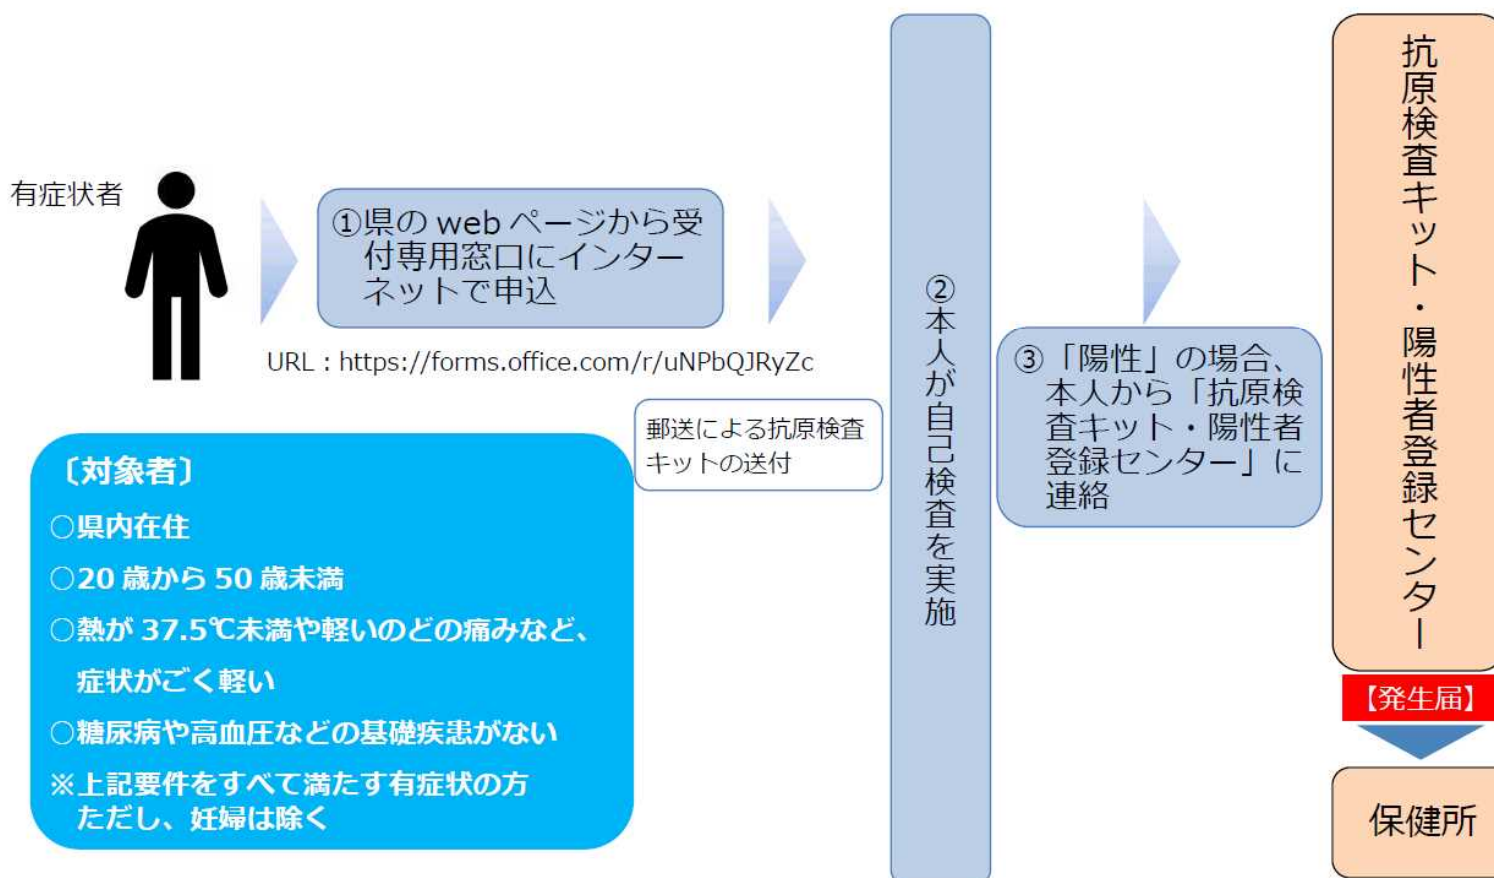 有症状者
①県の web ページから受
付専用窓口にインター
ネットで申込
URL：https://forms.office.com/r/uNPbQJRyZc
郵送による抗原検査
キットの送付
〔対象者〕
○県内在住
○20 歳から 50 歳未満
○熱が 37.5℃未満や軽いのどの痛みなど、
症状がごく軽い
○糖尿病や高血圧などの基礎疾患がない
※上記要件をすべて満たす有症状の方
ただし、妊婦は除く
②本人が自己検査を実施
③「陽性」の場合、
本人から「抗原検
査キット・陽性者
登録センター」に
連絡
抗原検査キット・陽性者登録センター
【発生届】
保健所